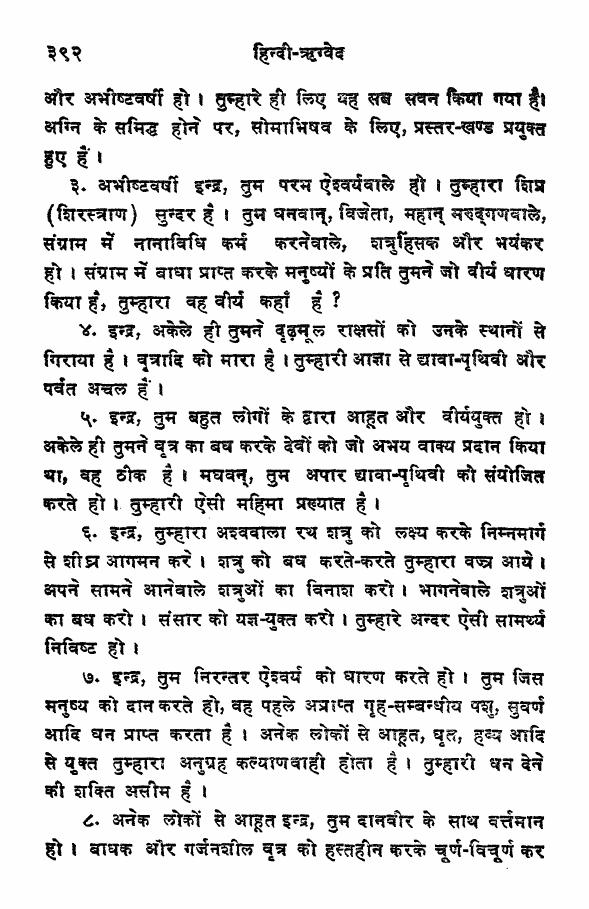 ३९२ हिन्दी-ऋग्वेद
और अभीष्टवर्षी हो। तुम्हारे ही लिए यह सब सवन किया गया है।
अग्नि के समिद्ध होने पर, सोमाभिषव के लिए, प्रस्तर-खण्ड प्रयुक्त
हुए हैं।
३. अभीष्टवर्षी इन्द्र, तुम परम ऐश्वर्यवाले हो। तुम्हारा शिप्र
(शिरस्त्राण) सुन्दर है। तुम धनवान्, विजेता, महान् मरुद्गणवाले,
संग्राम में नानाविधि कर्म करनेवाले, शत्रुहिंसक और भयंकर
हो। संग्राम में बाधा प्राप्त करके मनुष्यों के प्रति तुमने जो वीर्य धारण
किया है, तुम्हारा वह वीर्य कहाँ है?
४. इन्द्र, अकेले ही तुमने दृढ़मूल राक्षसों को उनके स्थानों से
गिराया है। वृत्रादि को मारा है। तुम्हारी आज्ञा से द्यावा-पृथिवी और
पर्वत अचल हैं।
५. इन्द्र, तुम बहुत लोगों के द्वारा आहूत और वीर्ययुक्त हो।
अकेले ही तुमने वृत्र का बध करके देवों को जो अभय वाक्य प्रदान किया
था, वह ठीक है। मघवन्, तुम अपार द्यावा-पृथिवी को संयोजित
करते हो। तुम्हारी ऐसी महिमा प्रख्यात है।
६. इन्द्र, तुम्हारा अश्ववाला रथ शत्रु को लक्ष्य करके निम्नमार्ग
से शीघ्र आगमन करे। शत्रु को बध करते-करते तुम्हारा वज्र आये।
अपने सामने आनेवाले शत्रुओं का विनाश करो। भागनेवाले शत्रुओं
का बध करो। संसार को यज्ञ-युक्त करो। तुम्हारे अन्दर ऐसी सामर्थ्य
निविष्ट हो।
७. इन्द्र, तुम निरन्तर ऐश्वर्य को धारण करते हो। तुम जिस
मनुष्य को दान करते हो, वह पहले अप्राप्त गृह-सम्बन्धीय पशु, सुवर्ण
आदि धन प्राप्त करता है। अनेक लोकों से आहूत, घृत, हव्य आदि
से युक्त तुम्हारा अनुग्रह कल्याणवाही होता है। तुम्हारी धन देने
की शक्ति असीम है।
८. अनेक लोकों से आहूत इन्द्र, तुम दानवीर के साथ वर्त्तमान
हो। बाधक और गर्जनशील वृत्र को हस्तहीन करके चूर्ण-विचूर्ण कर